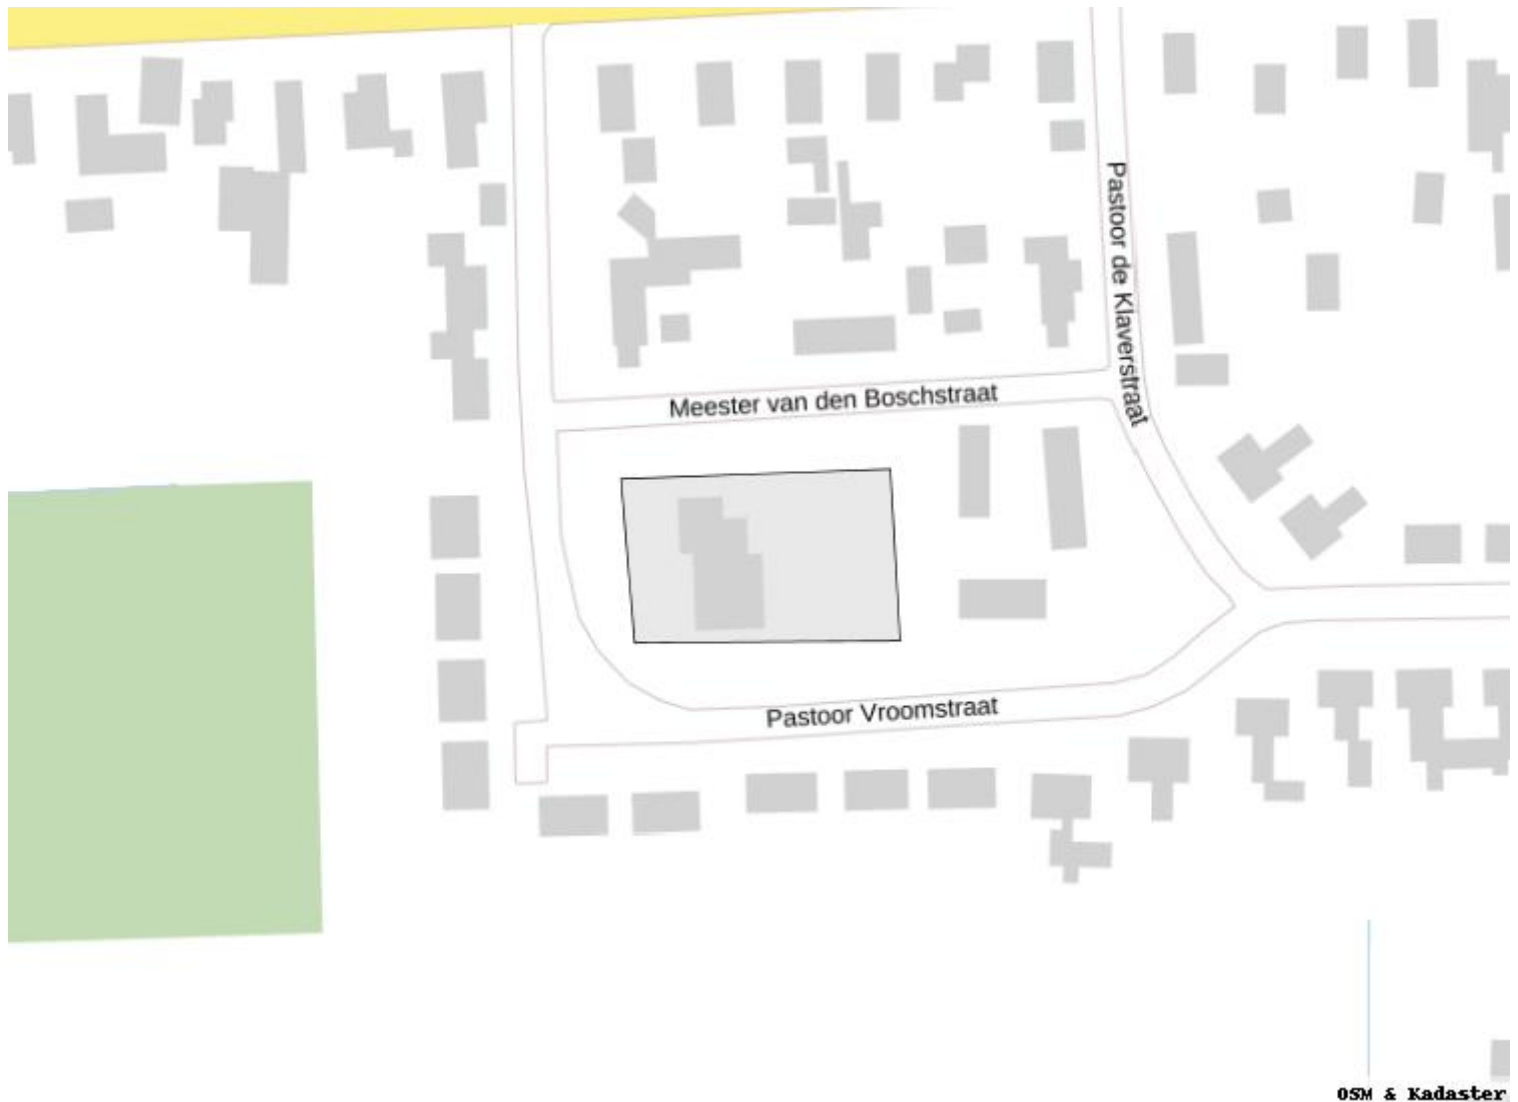 Pastoor de Klaverstraat
Meester van den Boschstraat
Pastoor Vroomstraat
OSM & Kadaster